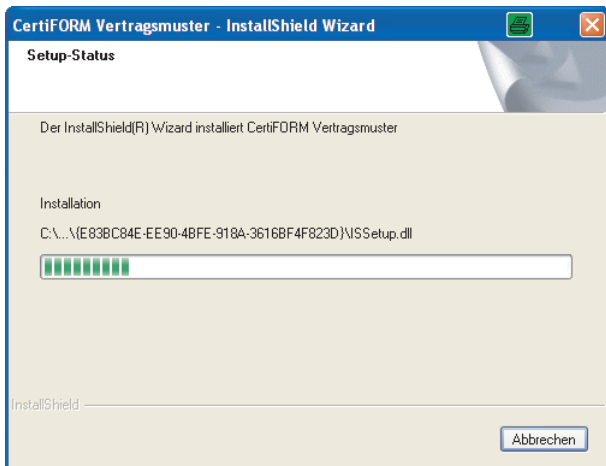 CertiFORM Vertragsmuster - InstallShield Wizard
Setup-Status
Der InstallShield(R) Wizard installiert CertiFORM Vertragsmuster
Installation
C:\...\{E83BC84E-EE90-4BFE-918A-3616BF4F823D}\ISSetup.dll
InstallShield
Abbrechen